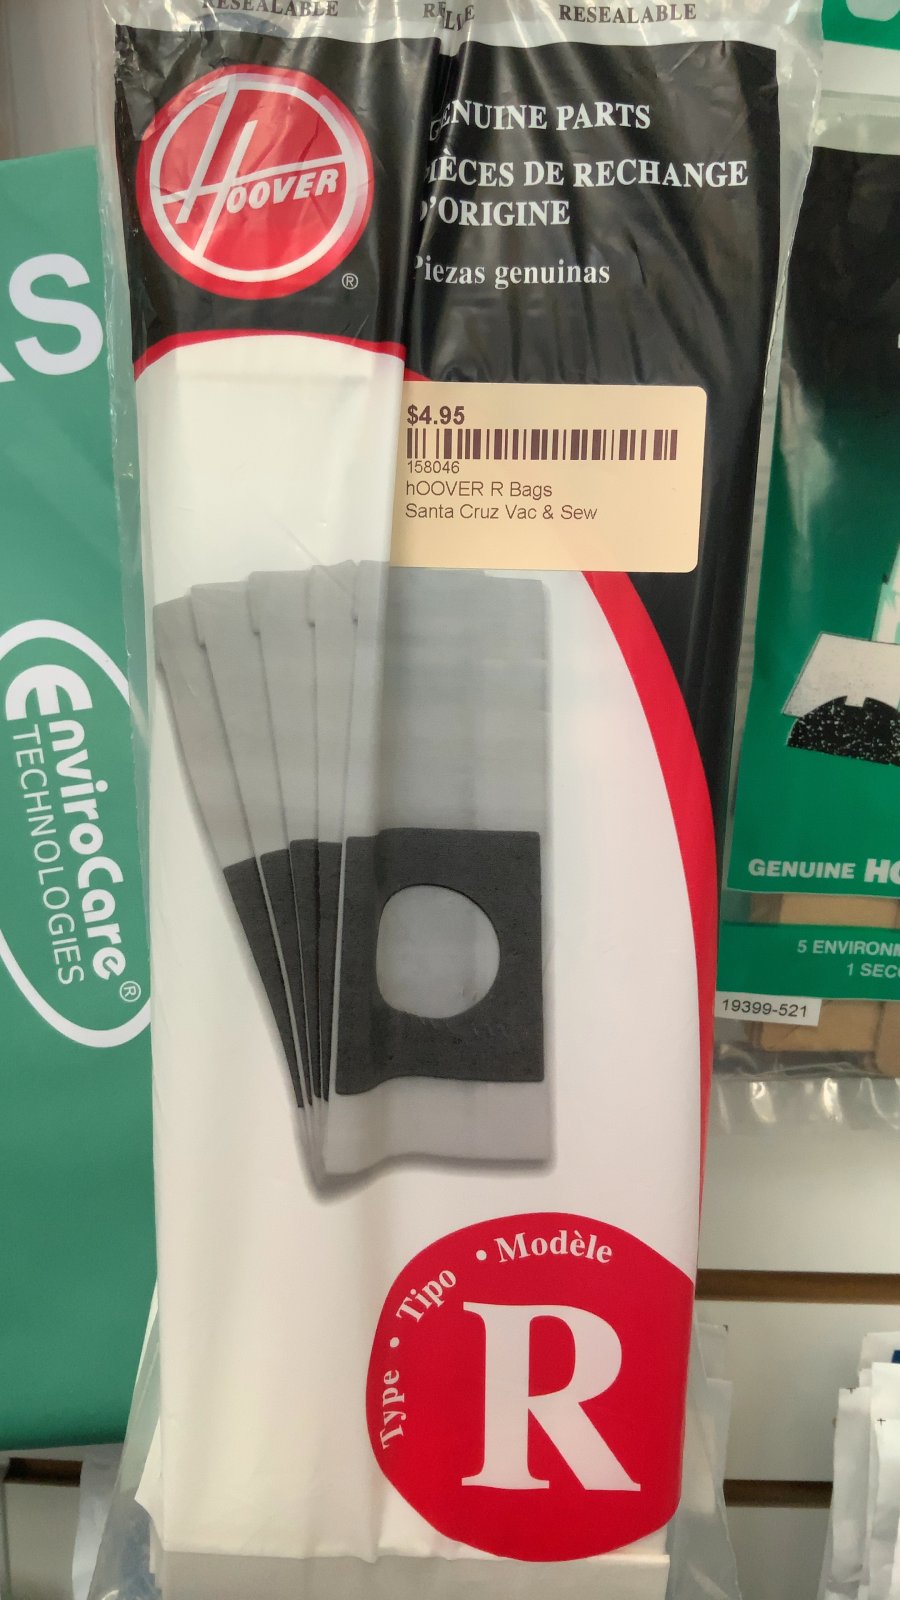 RESEALABLE
RESEALABLE
HOOVER
®
GENUINE PARTS
PIÈCES DE RECHANGE
D'ORIGINE
Piezas genuinas
$4.95
158046
hOOVER R Bags
Santa Cruz Vac & Sew
Type • Tipo • Modèle
R
S
EnviroCare®
TECHNOLOGIES
GENUINE
5
1
19399-521